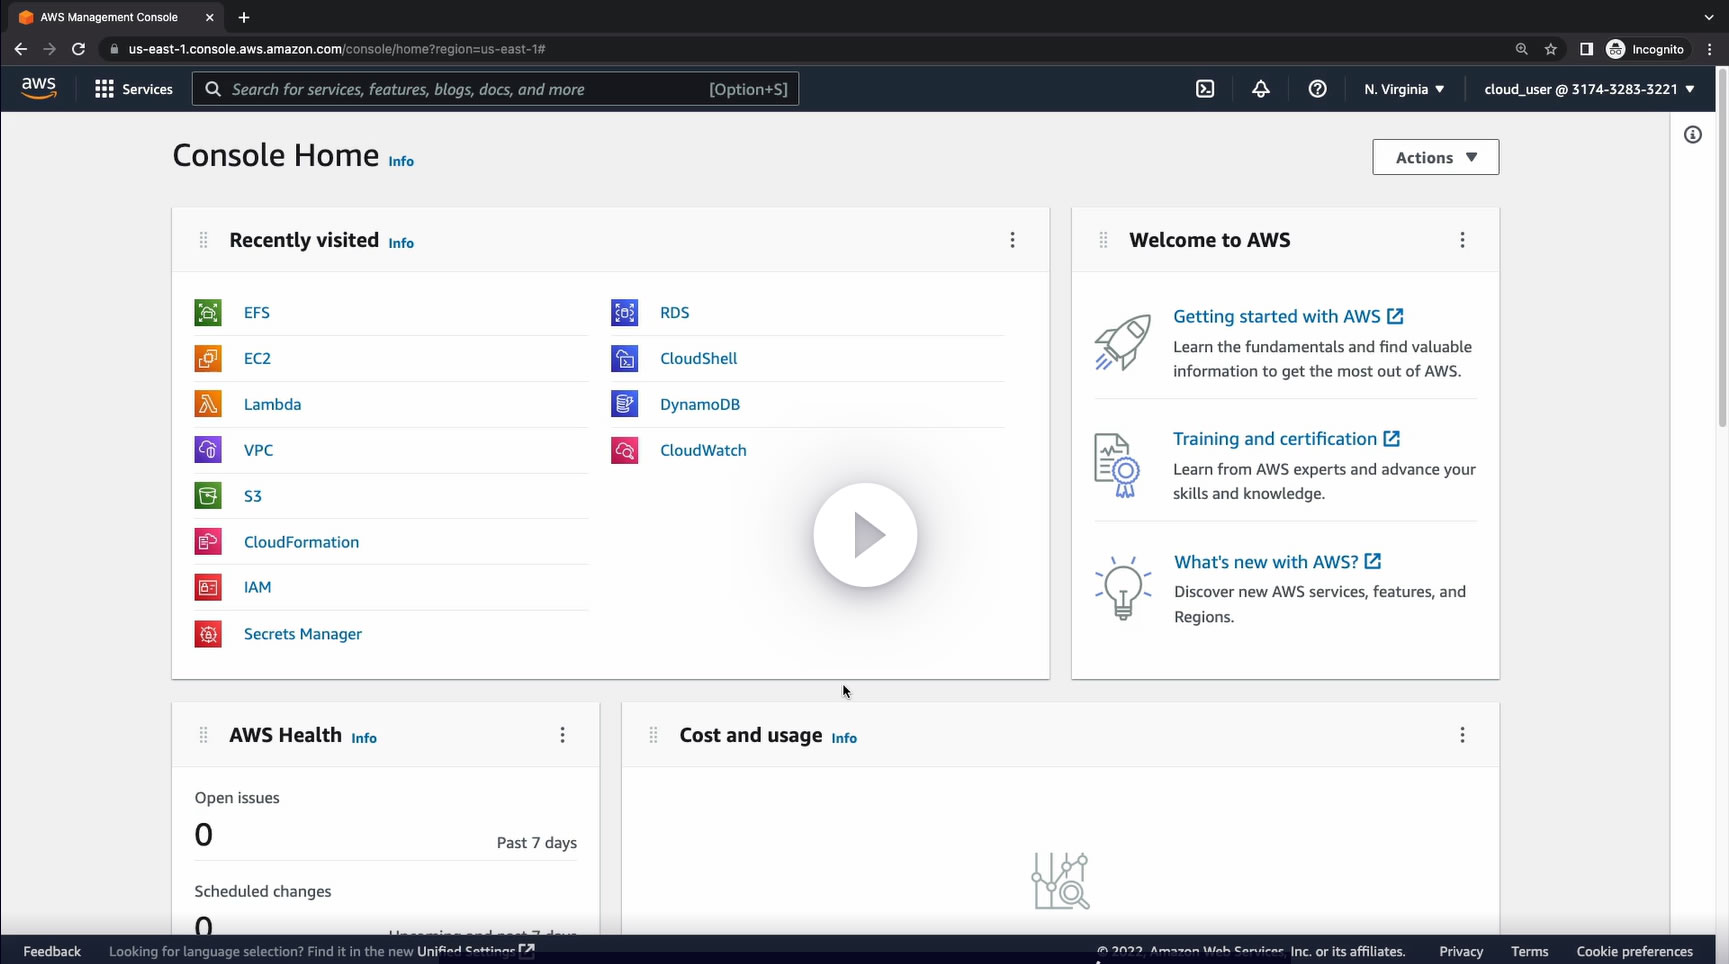 AWS Management Console
us-east-1.console.aws.amazon.com/console/home?region=us-east-1#
Incognito
aws
Services
Search for services, features, blogs, docs, and more
[Option+S]
N. Virginia
cloud_user @ 3174-3283-3221
Console Home Info
Actions
Recently visited Info
EFS
EC2
Lambda
VPC
S3
CloudFormation
IAM
Secrets Manager
RDS
CloudShell
DynamoDB
CloudWatch
Welcome to AWS
Getting started with AWS
Learn the fundamentals and find valuable
information to get the most out of AWS.
Training and certification
Learn from AWS experts and advance your
skills and knowledge.
What's new with AWS?
Discover new AWS services, features, and
Regions.
AWS Health Info
Open issues
0
Past 7 days
Scheduled changes
0
Upcoming and past 7 days
Cost and usage Info
Feedback
Looking for language selection? Find it in the new Unified Settings
© 2022, Amazon Web Services, Inc. or its affiliates.
Privacy
Terms
Cookie preferences